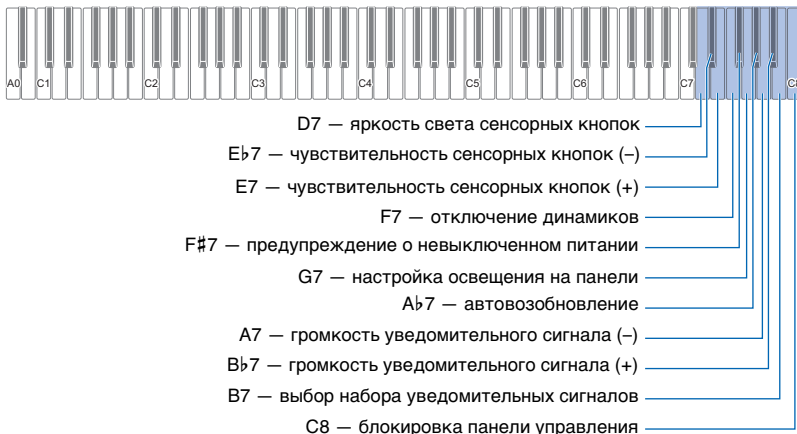 A0 C1 C2 C3 C4 C5 C6 C7 C8
D7 — яркость света сенсорных кнопок
E♭7 — чувствительность сенсорных кнопок (–)
E7 — чувствительность сенсорных кнопок (+)
F7 — отключение динамиков
F♯7 — предупреждение о невыключенном питании
G7 — настройка освещения на панели
A♭7 — автовозобновление
A7 — громкость уведомительного сигнала (–)
B♭7 — громкость уведомительного сигнала (+)
B7 — выбор набора уведомительных сигналов
C8 — блокировка панели управления